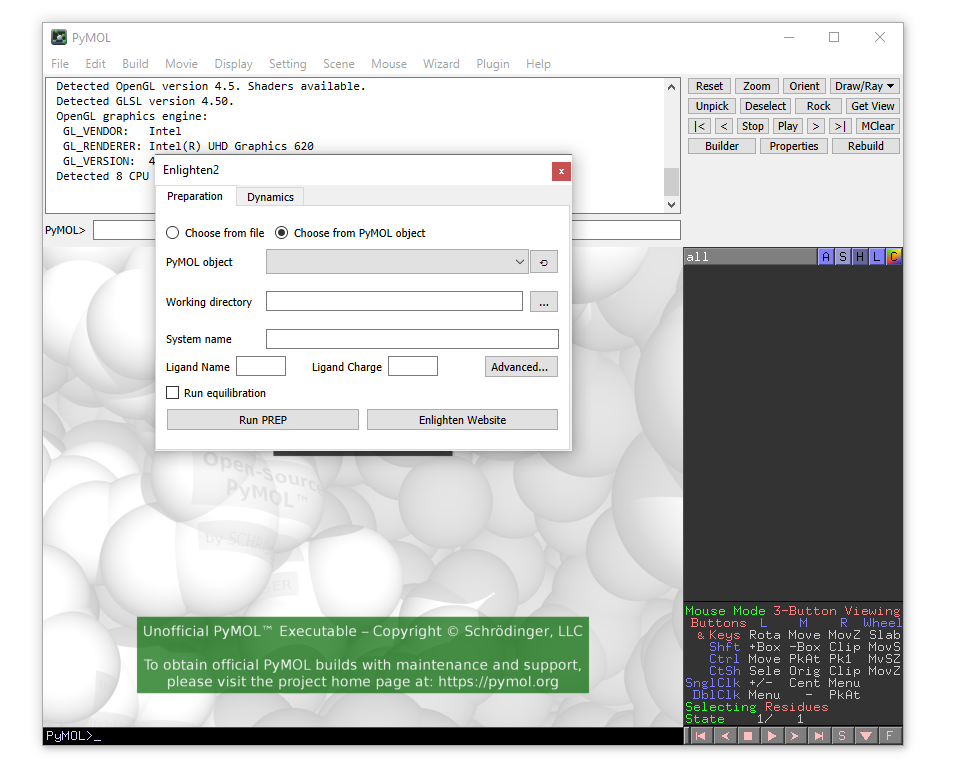 PyMOL
File Edit Build Movie Display Setting Scene Mouse Wizard Plugin Help
Detected OpenGL version 4.5. Shaders available.
Detected GLSL version 4.50.
OpenGL graphics engine:
GL_VENDOR: Intel
GL_RENDERER: Intel(R) UHD Graphics 620
GL_VERSION: 4
Detected 8 CPU
PyMOL>
Reset Zoom Orient Draw/Ray
Unpick Deselect Rock Get View
|< < Stop Play > >| MClear
Builder Properties Rebuild
Enlighten2
x
Preparation Dynamics
Choose from file Choose from PyMOL object
PyMOL object
Working directory ...
System name
Ligand Name Ligand Charge Advanced...
Run equilibration
Run PREP Enlighten Website
all A S H L C
Open-Source
PyMOL™
Unofficial PyMOL™ Executable – Copyright © Schrödinger, LLC
To obtain official PyMOL builds with maintenance and support,
please visit the project home page at: https://pymol.org
Mouse Mode 3-Button Viewing
Buttons L M R Wheel
& Keys Rota Move MovZ Slab
Shft +Box -Box Clip MovS
Ctrl Move PkAt Pk1 MvSZ
CtSh Sele Orig Clip MovZ
SnglClk +/- Cent Menu
DblClk Menu - PkAt
Selecting Residues
State 1/ 1
PyMOL>_
S F